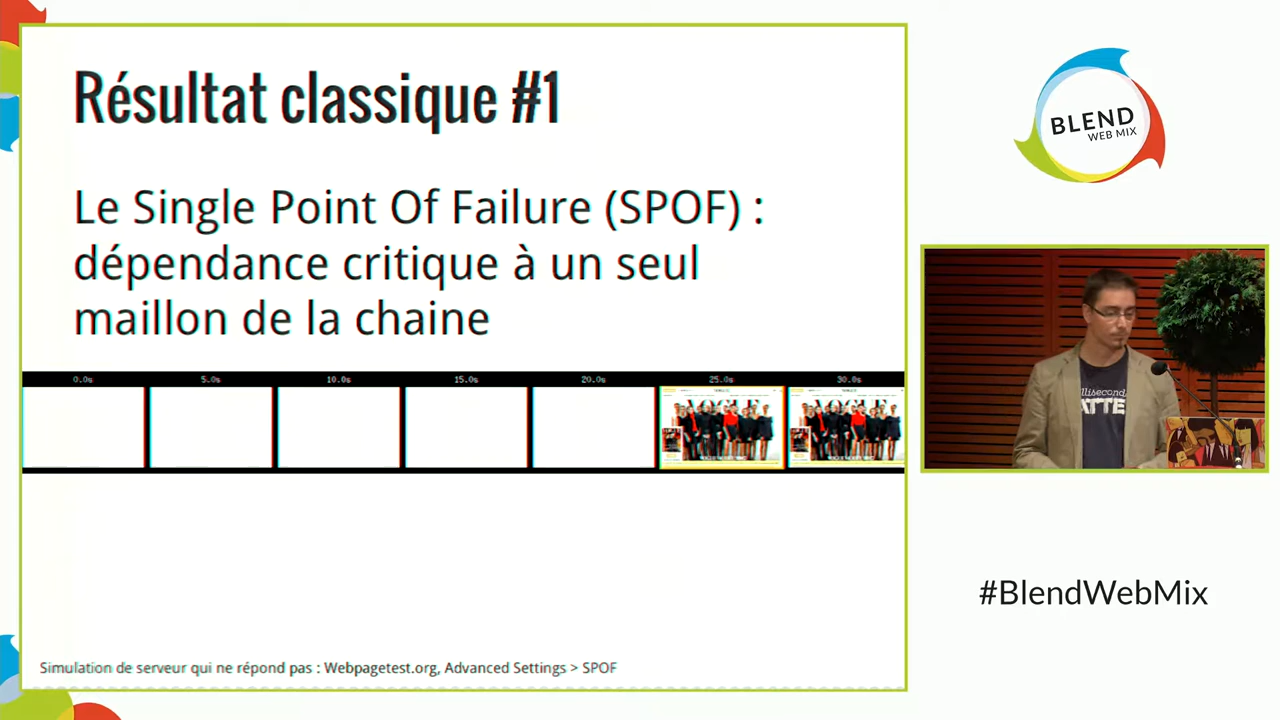 Résultat classique #1
Le Single Point Of Failure (SPOF) :
dépendance critique à un seul
maillon de la chaine
0.0s 5.0s 10.0s 15.0s 20.0s 25.0s 30.0s
VOGUE VOGUE
Simulation de serveur qui ne répond pas : Webpagetest.org, Advanced Settings > SPOF
BLEND
WEB MIX
#BlendWebMix